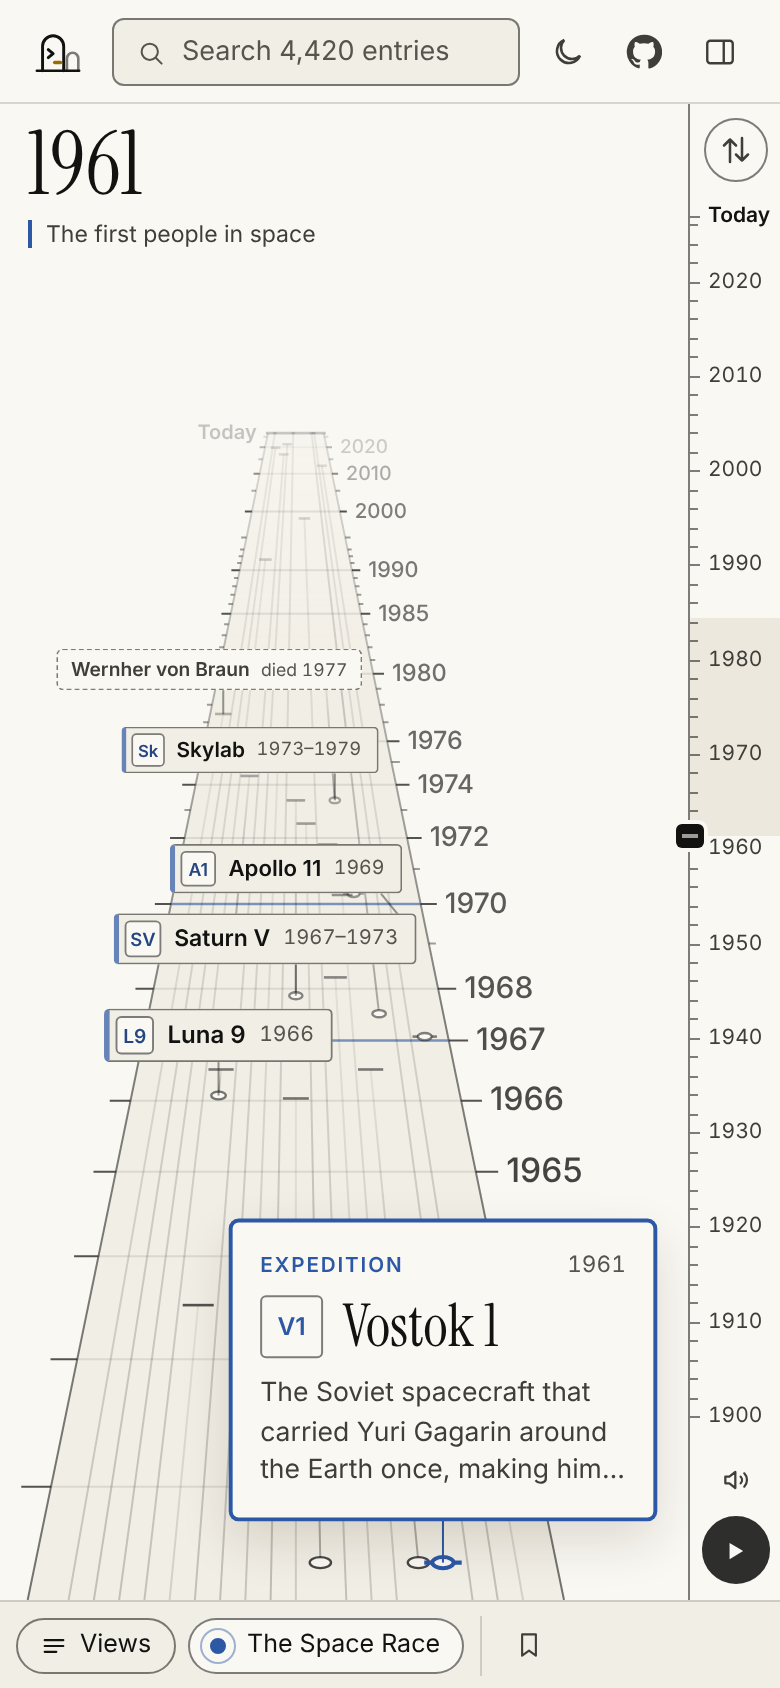 Search 4,420 entries
1961
The first people in space
Today
2020
2010
2000
1990
1985
Wernher von Braun died 1977
1980
Sk Skylab 1973–1979
1976
1974
1972
A1 Apollo 11 1969
1970
SV Saturn V 1967–1973
1968
L9 Luna 9 1966
1967
1966
1965
EXPEDITION 1961
V1 Vostok 1
The Soviet spacecraft that
carried Yuri Gagarin around
the Earth once, making him...
Today
2020
2010
2000
1990
1980
1970
1960
1950
1940
1930
1920
1910
1900
Views
The Space Race